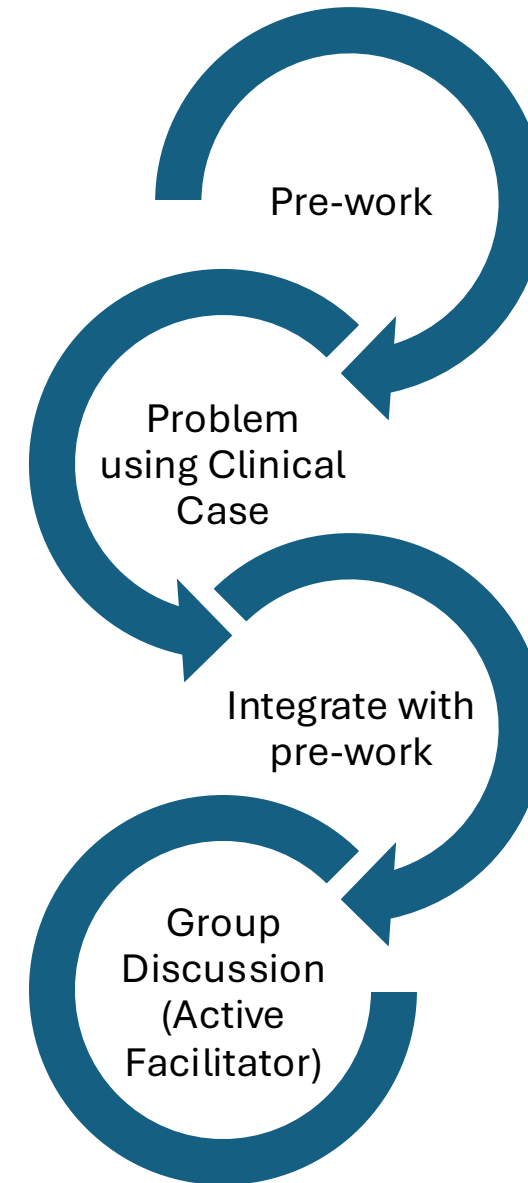 Pre-work
Problem
using Clinical
Case
Integrate with
pre-work
Group
Discussion
(Active
Facilitator)